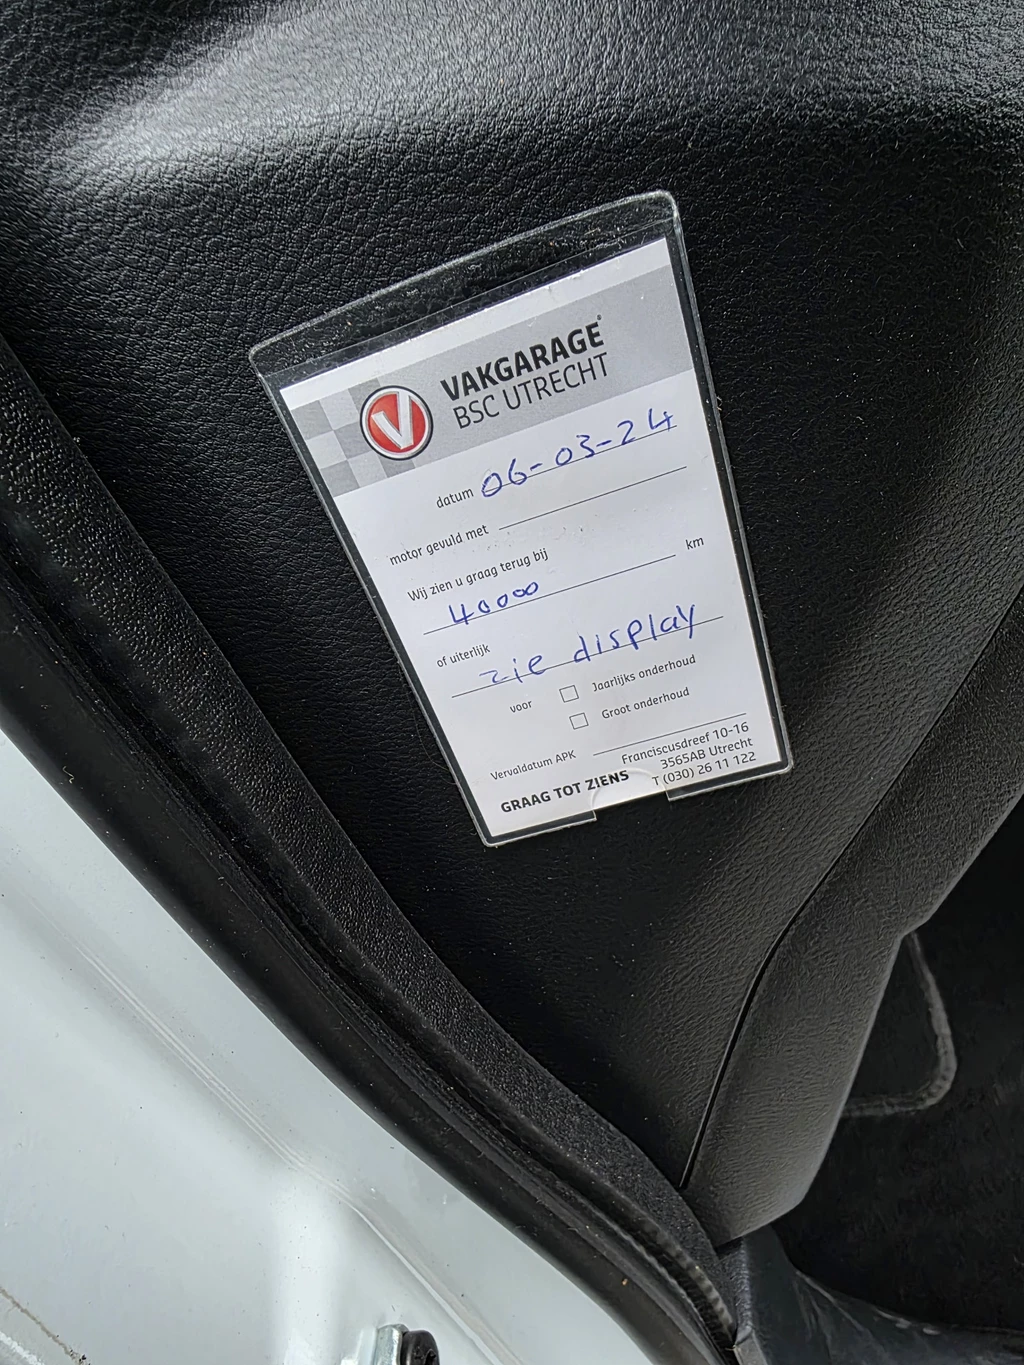 V
VAKGARAGE®
BSC UTRECHT
datum 06-03-24
motor gevuld met
Wij zien u graag terug bij
40000 km
of uiterlijk
zie display
voor
Jaarlijks onderhoud
Groot onderhoud
Vervaldatum APK
Franciscusdreef 10-16
3565AB Utrecht
GRAAG TOT ZIENS T (030) 26 11 122